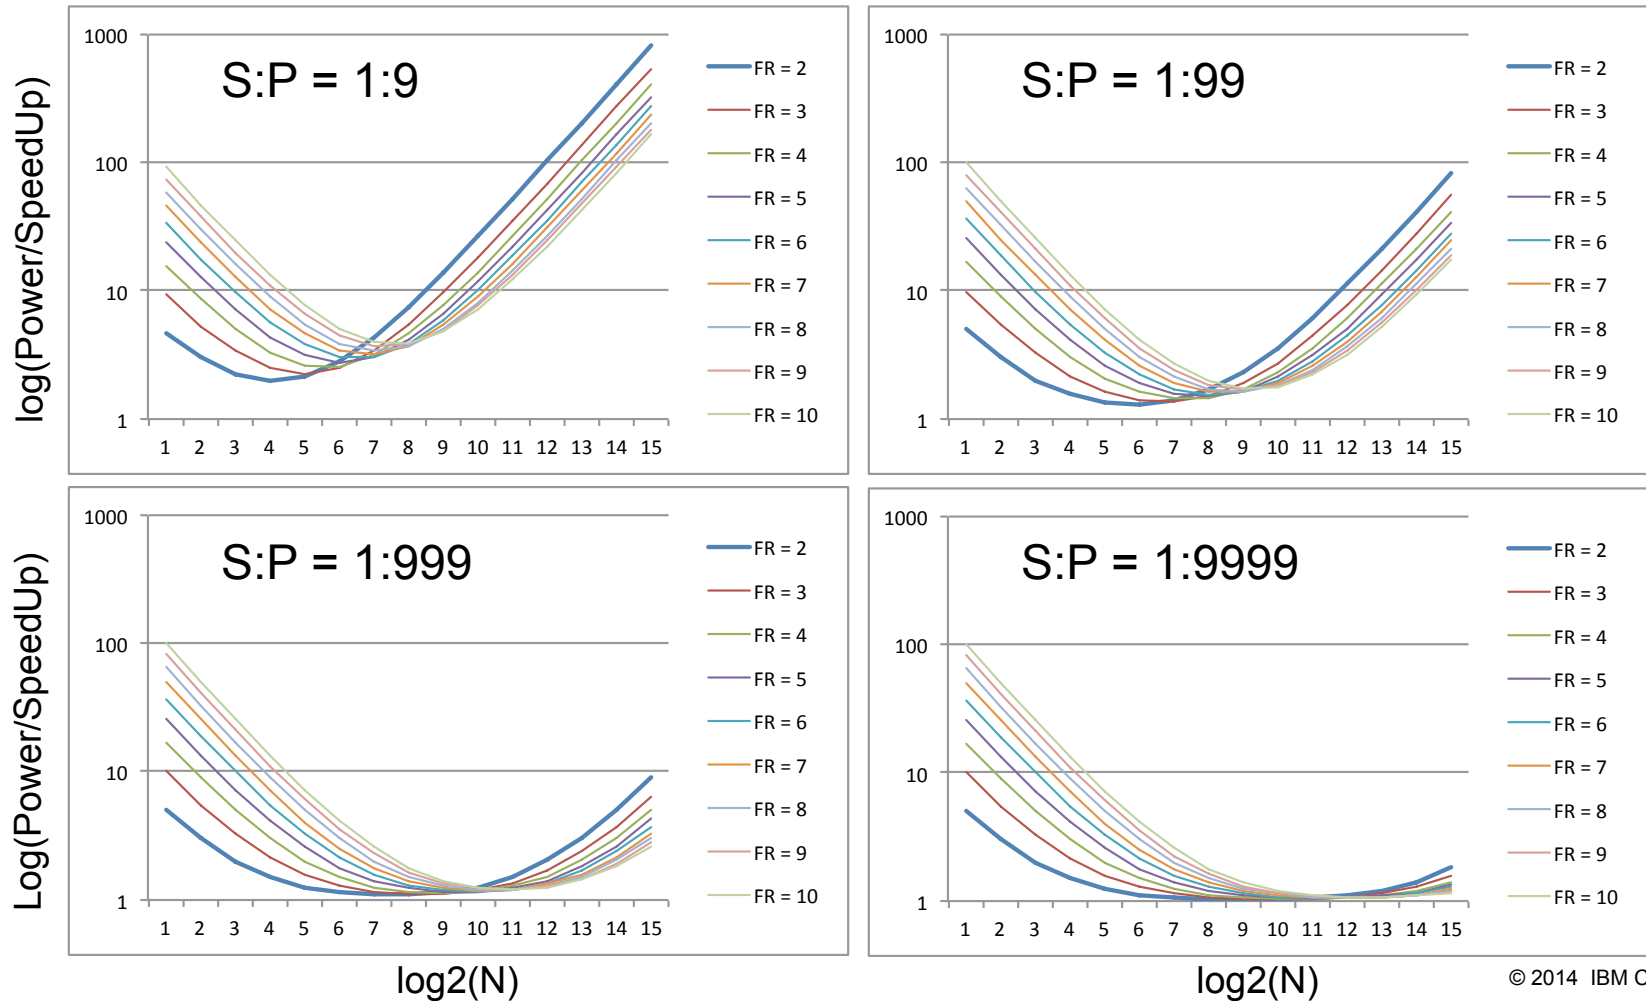 log(Power/SpeedUp)
S:P = 1:9
1000
100
10
1
1 2 3 4 5 6 7 8 9 10 11 12 13 14 15
FR = 2
FR = 3
FR = 4
FR = 5
FR = 6
FR = 7
FR = 8
FR = 9
FR = 10
S:P = 1:99
1000
100
10
1
1 2 3 4 5 6 7 8 9 10 11 12 13 14 15
FR = 2
FR = 3
FR = 4
FR = 5
FR = 6
FR = 7
FR = 8
FR = 9
FR = 10
Log(Power/SpeedUp)
S:P = 1:999
1000
100
10
1
1 2 3 4 5 6 7 8 9 10 11 12 13 14 15
FR = 2
FR = 3
FR = 4
FR = 5
FR = 6
FR = 7
FR = 8
FR = 9
FR = 10
log2(N)
S:P = 1:9999
1000
100
10
1
1 2 3 4 5 6 7 8 9 10 11 12 13 14 15
FR = 2
FR = 3
FR = 4
FR = 5
FR = 6
FR = 7
FR = 8
FR = 9
FR = 10
log2(N)
© 2014 IBM C